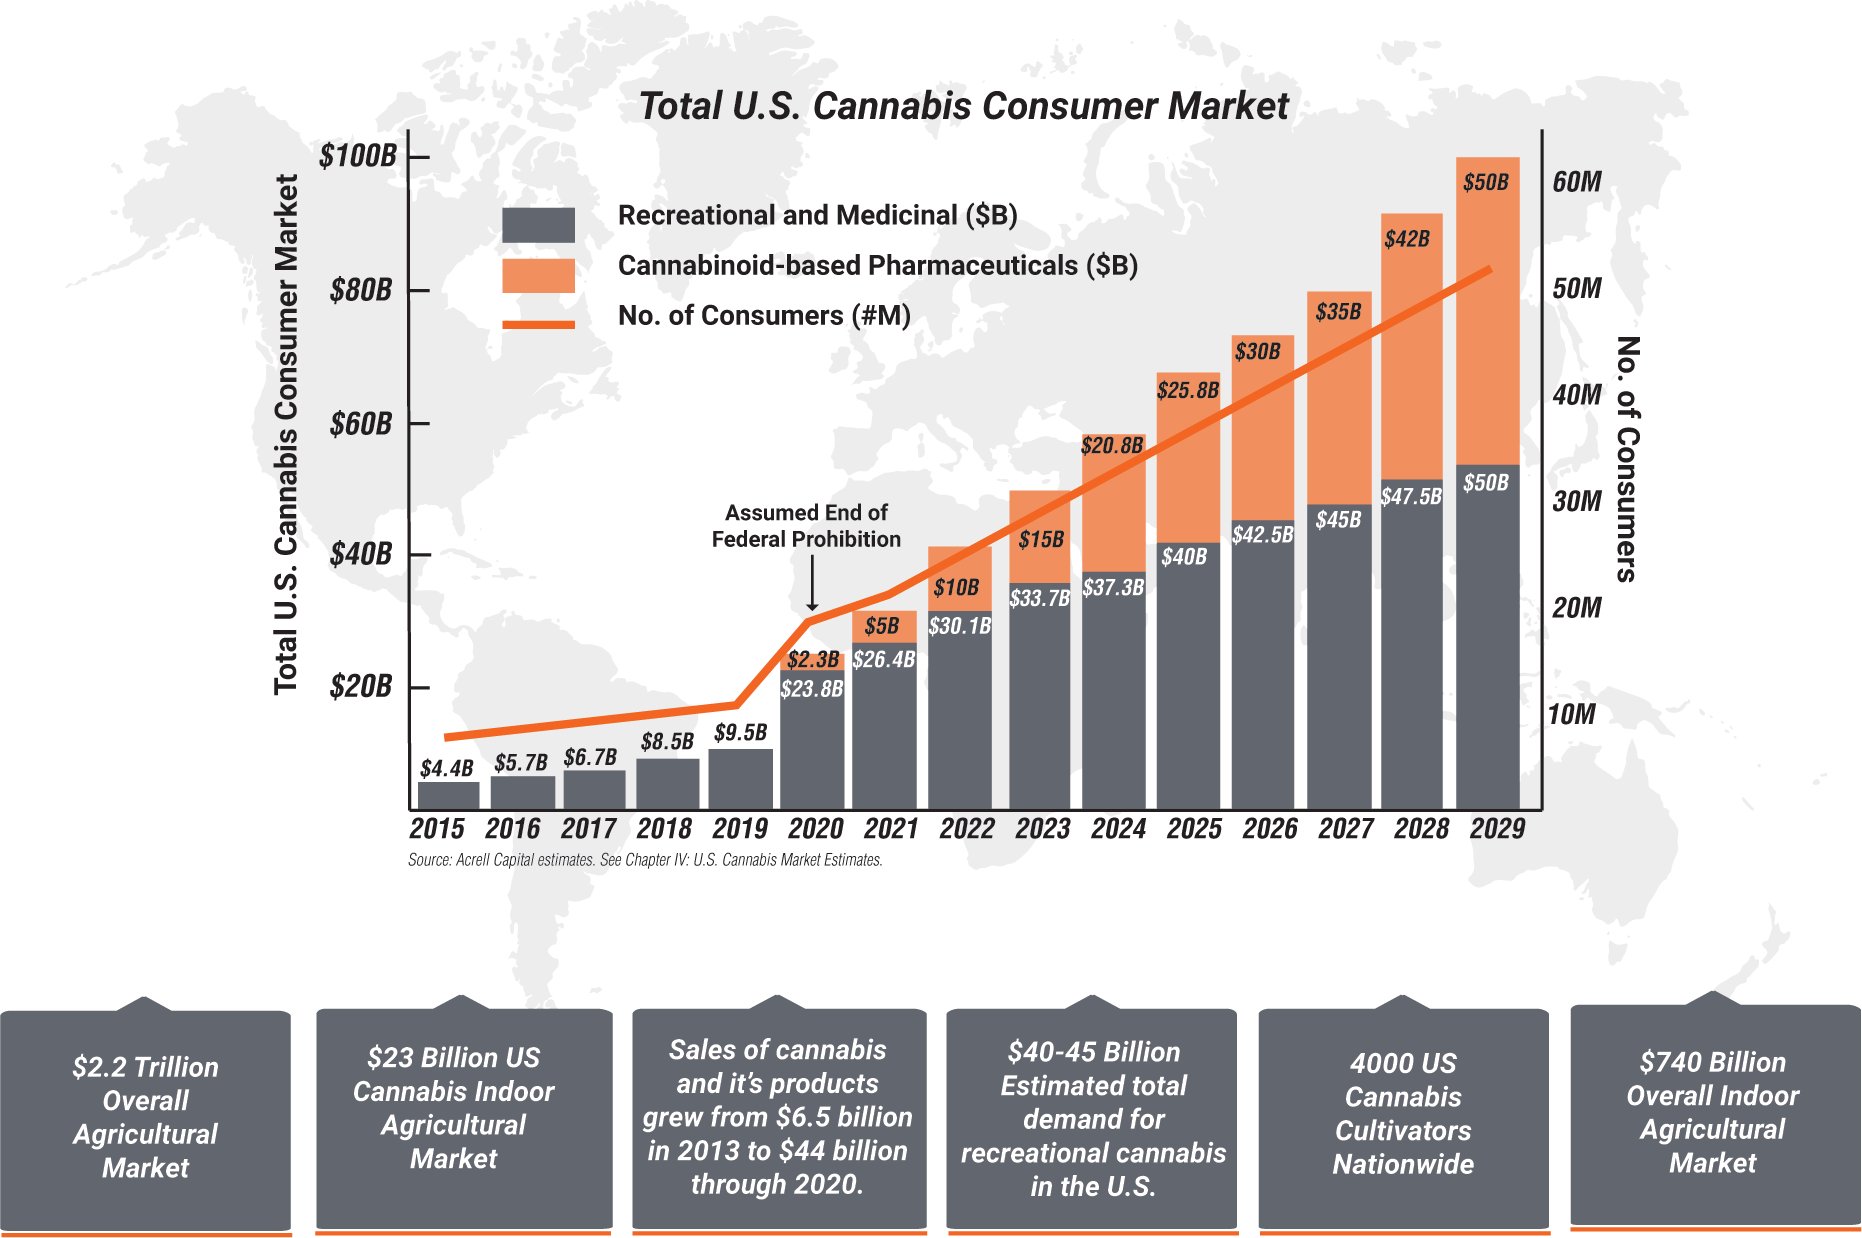 Total U.S. Cannabis Consumer Market
Total U.S. Cannabis Consumer Market
$100B
$80B
$60B
$40B
$20B
Recreational and Medicinal ($B)
Cannabinoid-based Pharmaceuticals ($B)
No. of Consumers (#M)
Assumed End of
Federal Prohibition
$4.4B
$5.7B
$6.7B
$8.5B
$9.5B
$2.3B
$23.8B
$5B
$26.4B
$10B
$30.1B
$15B
$33.7B
$20.8B
$37.3B
$25.8B
$40B
$30B
$42.5B
$35B
$45B
$42B
$47.5B
$50B
$50B
60M
50M
40M
30M
20M
10M
No. of Consumers
2015 2016 2017 2018 2019 2020 2021 2022 2023 2024 2025 2026 2027 2028 2029
Source: Acrell Capital estimates. See Chapter IV: U.S. Cannabis Market Estimates.
$2.2 Trillion
Overall
Agricultural
Market
$23 Billion US
Cannabis Indoor
Agricultural
Market
Sales of cannabis
and it's products
grew from $6.5 billion
in 2013 to $44 billion
through 2020.
$40-45 Billion
Estimated total
demand for
recreational cannabis
in the U.S.
4000 US
Cannabis
Cultivators
Nationwide
$740 Billion
Overall Indoor
Agricultural
Market